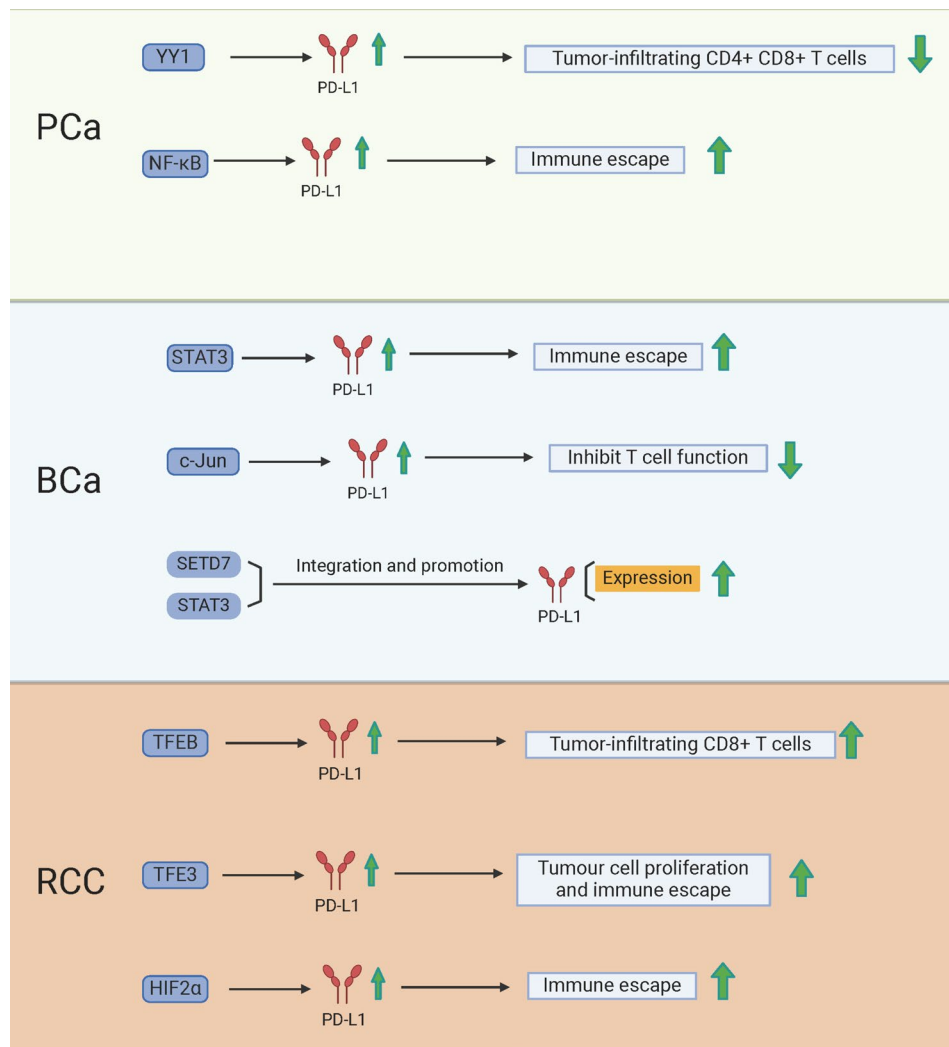 PCa
YY1
PD-L1
Tumor-infiltrating CD4+ CD8+ T cells
NF-κB
PD-L1
Immune escape
BCa
STAT3
PD-L1
Immune escape
c-Jun
PD-L1
Inhibit T cell function
SETD7
STAT3
Integration and promotion
PD-L1
Expression
RCC
TFEB
PD-L1
Tumor-infiltrating CD8+ T cells
TFE3
PD-L1
Tumour cell proliferation
and immune escape
HIF2α
PD-L1
Immune escape